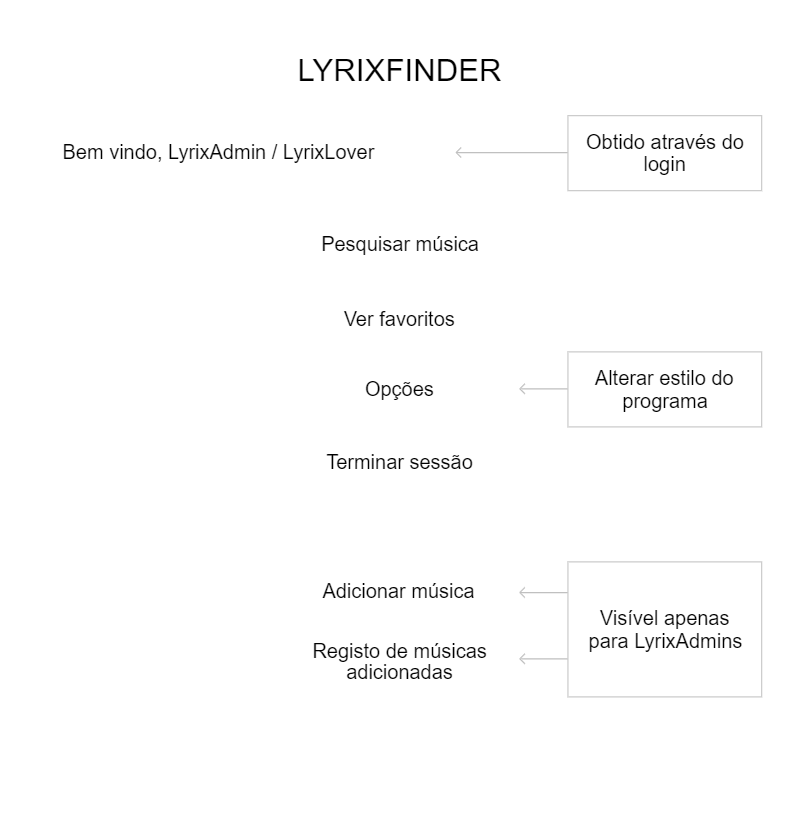 LYRIXFINDER
Bem vindo, LyrixAdmin / LyrixLover
Obtido através do
login
Pesquisar música
Ver favoritos
Opções
Alterar estilo do
programa
Terminar sessão
Adicionar música
Registo de músicas
adicionadas
Visível apenas
para LyrixAdmins